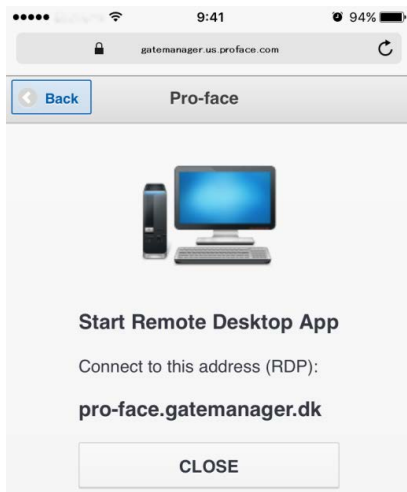 9:41
94%
gatemanager.us.proface.com
Back
Pro-face
Start Remote Desktop App
Connect to this address (RDP):
pro-face.gatemanager.dk
CLOSE